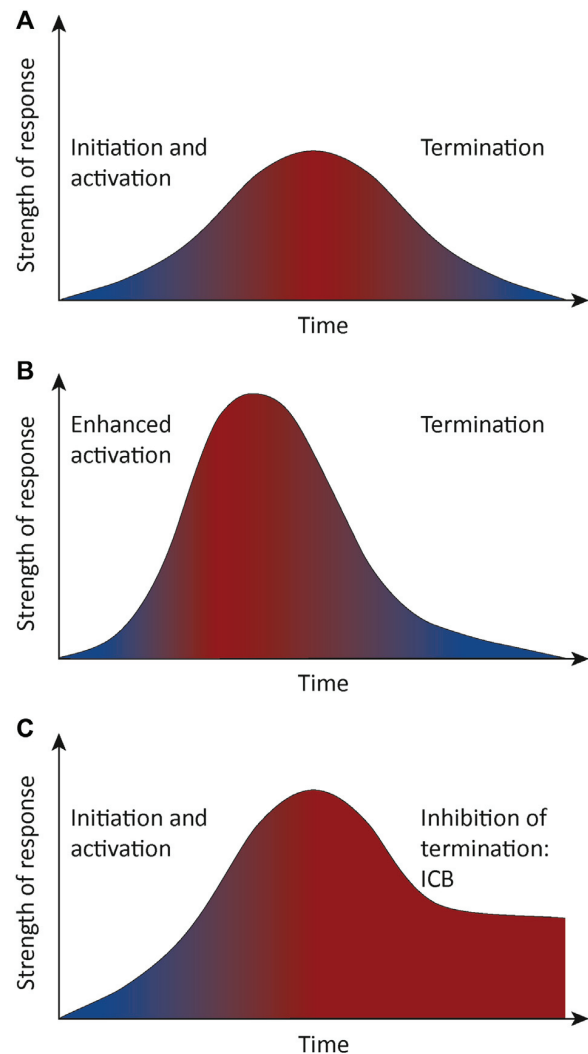 A
Strength of response
Initiation and
activation
Termination
Time
B
Strength of response
Enhanced
activation
Termination
Time
C
Strength of response
Initiation and
activation
Inhibition of
termination:
ICB
Time